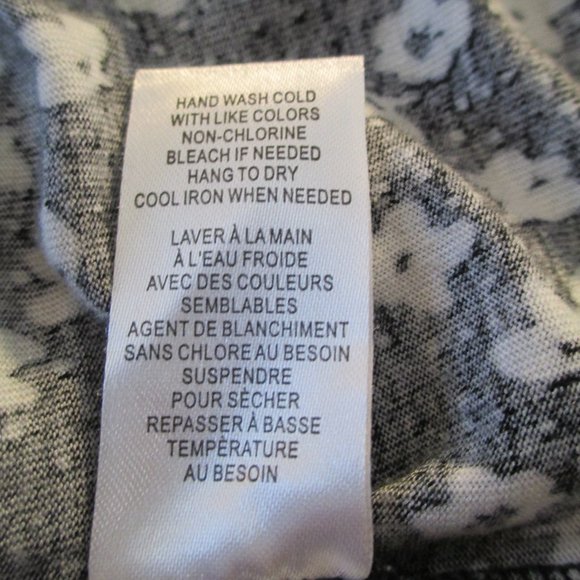 HAND WASH COLD
WITH LIKE COLORS
NON-CHLORINE
BLEACH IF NEEDED
HANG TO DRY
COOL IRON WHEN NEEDED
LAVER À LA MAIN
À L'EAU FROIDE
AVEC DES COULEURS
SEMBLABLES
AGENT DE BLANCHIMENT
SANS CHLORE AU BESOIN
SUSPENDRE
POUR SÈCHER
REPASSER À BASSE
TEMPÈRATURE
AU BESOIN